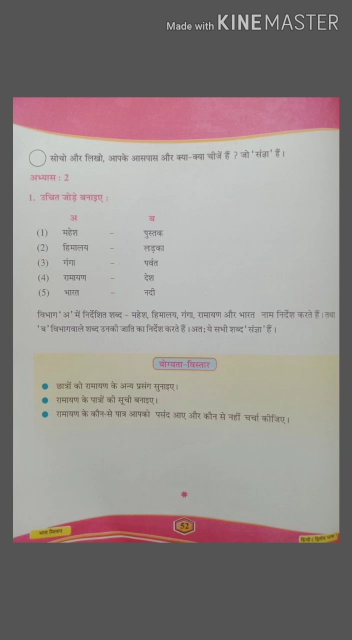 Made with KINEMASTER
सोचो और लिखो, आपके आसपास और क्या-क्या चीजें हैं ? जो 'संज्ञा' हैं।
अभ्यास : 2
1. उचित जोड़े बनाइए :
अ ब
(1) महेश – पुस्तक
(2) हिमालय – लड़का
(3) गंगा – पर्वत
(4) रामायण – देश
(5) भारत – नदी
विभाग 'अ' में निर्देशित शब्द – महेश, हिमालय, गंगा, रामायण और भारत नाम निर्देश करते हैं। तथा
'ब' विभागवाले शब्द उनकी जाति का निर्देश करते हैं। अतः ये सभी शब्द 'संज्ञा' हैं।
योग्यता-विस्तार
● छात्रों को रामायण के अन्य प्रसंग सुनाइए।
● रामायण के पात्रों की सूची बनाइए।
● रामायण के कौन-से पात्र आपको पसंद आए और कौन से नहीं चर्चा कीजिए।
52
हिन्दी (द्वितीय भाषा)